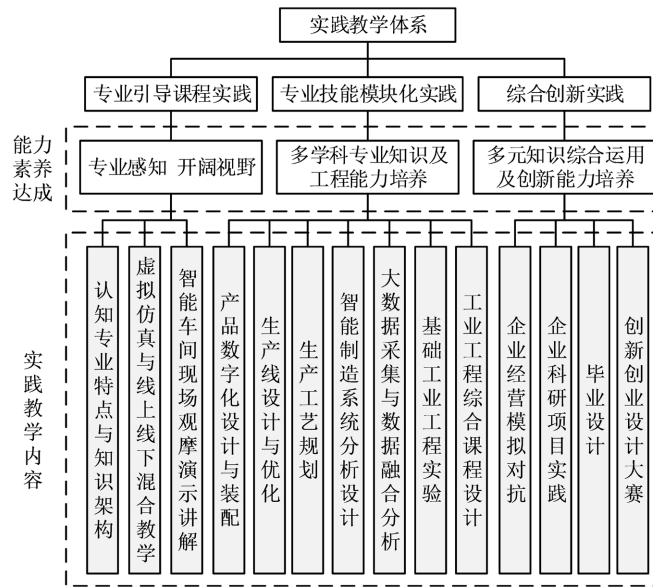 实践教学体系
专业引导课程实践
专业技能模块化实践
综合创新实践
能力
素养
达成
专业感知 开阔视野
多学科专业知识及
工程能力培养
多元知识综合运用
及创新能力培养
实践教学内容
认知专业特点与知识架构
虚拟仿真与线上线下混合教学
智能车间现场观摩演示讲解
产品数字化设计与装配
生产线设计与优化
生产工艺规划
智能制造系统分析设计
大数据采集与数据融合分析
基础工业工程实验
工业工程综合课程设计
企业经营模拟对抗
企业科研项目实践
毕业设计
创新创业设计大赛